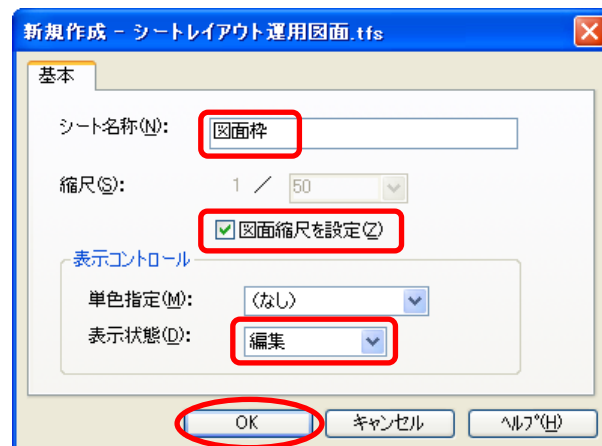 新規作成 - シートレイアウト運用図面.tfs
基本
シート名称(N): 図面枠
縮尺(S): 1 / 50
図面縮尺を設定(Z)
表示コントロール
単色指定(M): (なし)
表示状態(D): 編集
OK キャンセル ヘルプ(H)